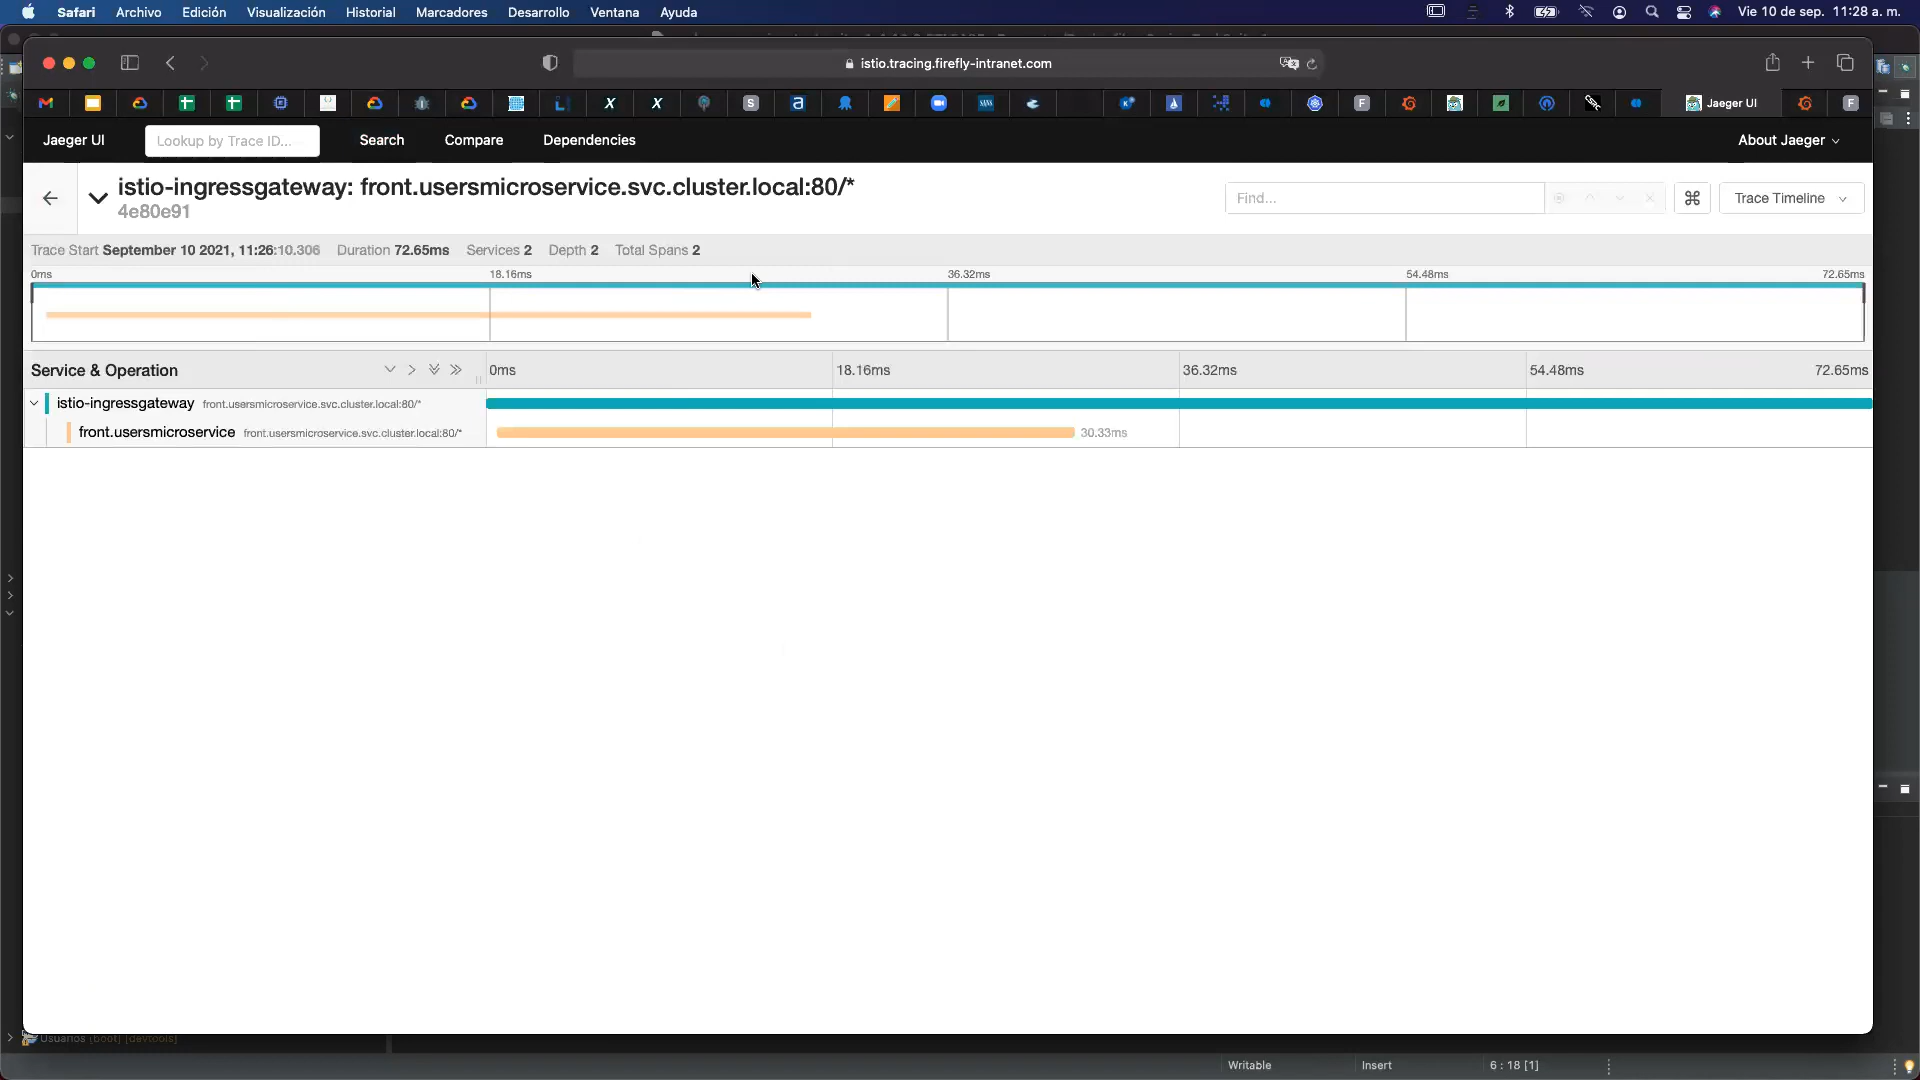 Safari Archivo Edición Visualización Historial Marcadores Desarrollo Ventana Ayuda Vie 10 de sep. 11:28 a. m.
istio.tracing.firefly-intranet.com
Jaeger UI
Jaeger UI Lookup by Trace ID... Search Compare Dependencies About Jaeger
istio-ingressgateway: front.usersmicroservice.svc.cluster.local:80/*
4e80e91
Find... Trace Timeline
Trace Start September 10 2021, 11:26:10.306 Duration 72.65ms Services 2 Depth 2 Total Spans 2
0ms 18.16ms 36.32ms 54.48ms 72.65ms
Service & Operation 0ms 18.16ms 36.32ms 54.48ms 72.65ms
istio-ingressgateway front.usersmicroservice.svc.cluster.local:80/*
front.usersmicroservice front.usersmicroservice.svc.cluster.local:80/* 30.33ms
Usuarios [boot] [devtools]
Writable Insert 6 : 18 [1]